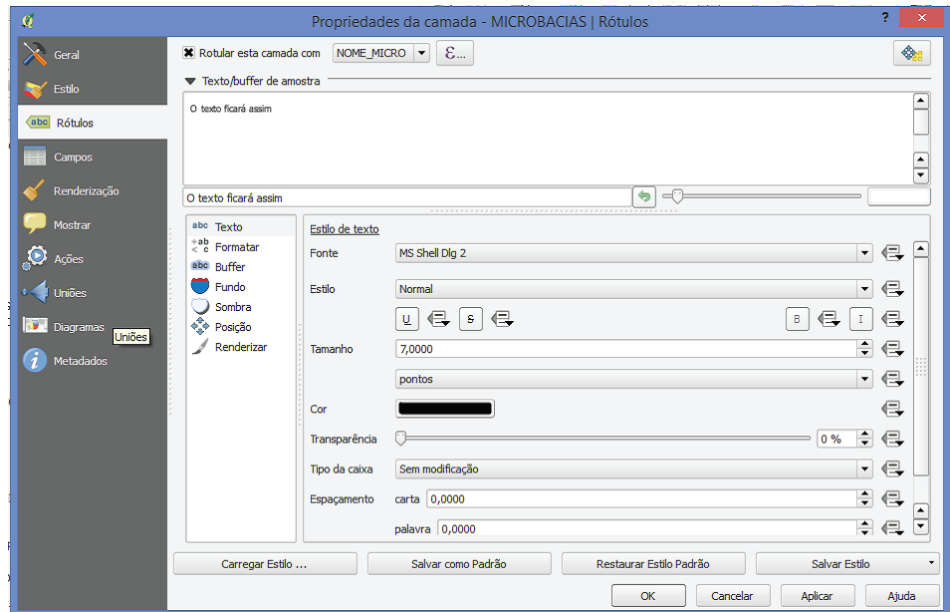 Propriedades da camada - MICROBACIAS | Rótulos
?
Geral
Estilo
abc Rótulos
Campos
Renderização
Mostrar
Ações
Uniões
Diagramas
Uniões
Metadados
Rotular esta camada com NOME_MICRO ε...
Texto/buffer de amostra
O texto ficará assim
O texto ficará assim
abc Texto
+ab < c Formatar
abc Buffer
Fundo
Sombra
Posição
Renderizar
Estilo de texto
Fonte MS Shell Dlg 2
Estilo Normal
U S B I
Tamanho 7,0000
pontos
Cor
Transparência 0 %
Tipo da caixa Sem modificação
Espaçamento carta 0,0000
palavra 0,0000
Carregar Estilo ... Salvar como Padrão Restaurar Estilo Padrão Salvar Estilo
OK Cancelar Aplicar Ajuda